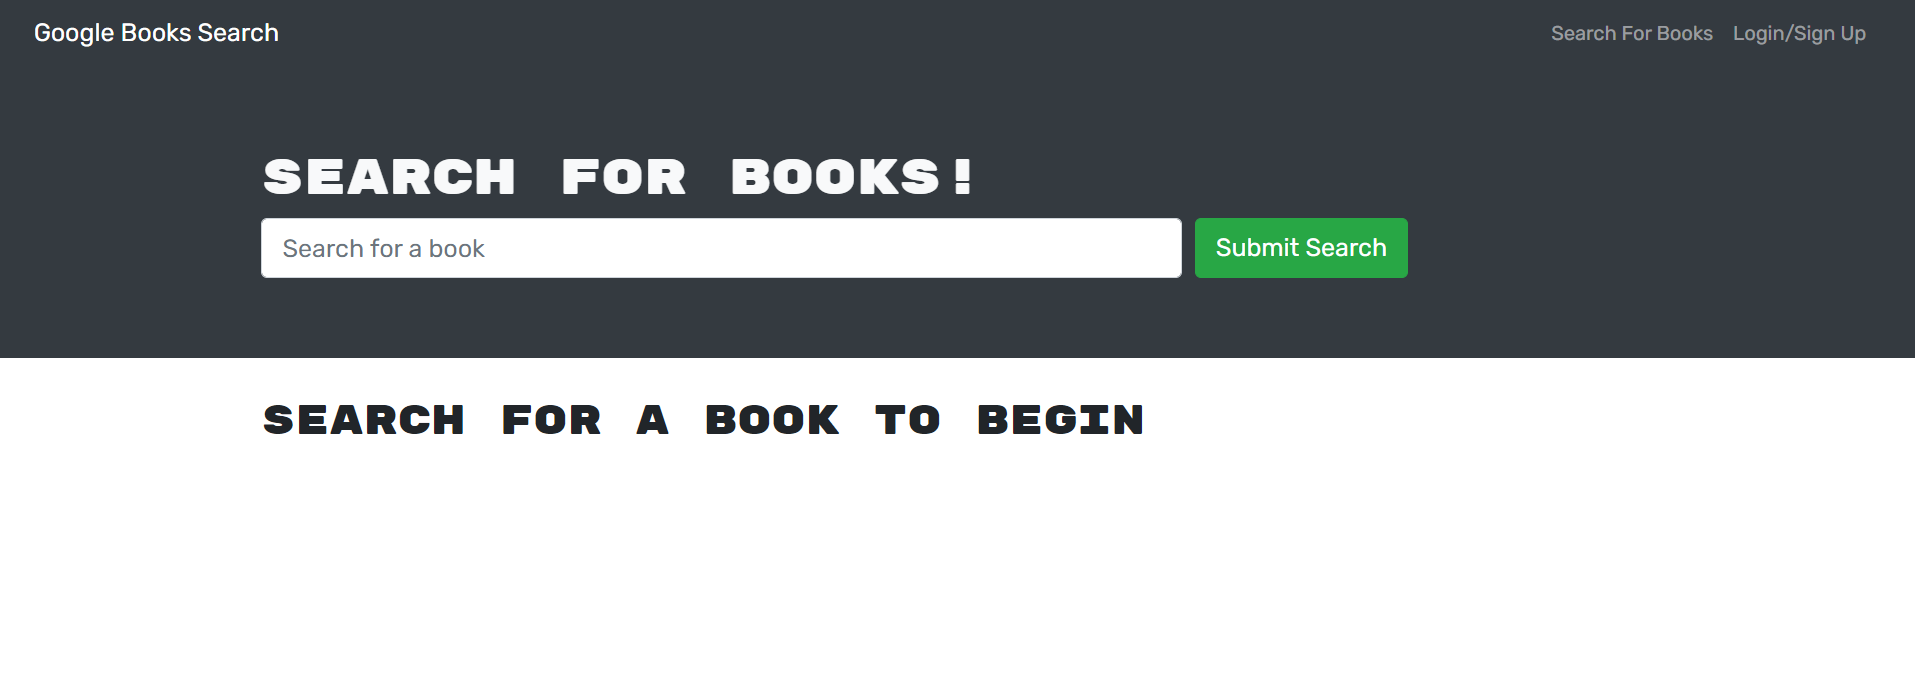 Google Books Search
Search For Books
Login/Sign Up
SEARCH FOR BOOKS!
Search for a book
Submit Search
SEARCH FOR A BOOK TO BEGIN